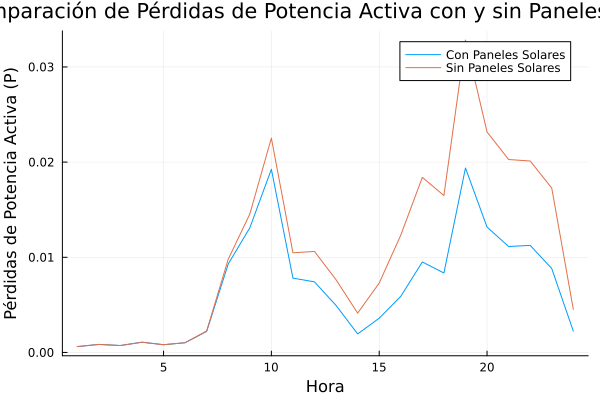 mparación de Pérdidas de Potencia Activa con y sin Paneles
Con Paneles Solares
Sin Paneles Solares
Pérdidas de Potencia Activa (P)
0.03
0.02
0.01
0.00
5 10 15 20
Hora